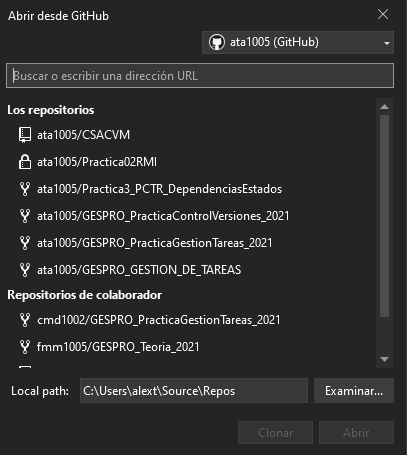 Abrir desde GitHub
ata1005 (GitHub)
Buscar o escribir una dirección URL
Los repositorios
ata1005/CSACVM
ata1005/Practica02RMI
ata1005/Practica3_PCTR_DependenciasEstados
ata1005/GESPRO_PracticaControlVersiones_2021
ata1005/GESPRO_PracticaGestionTareas_2021
ata1005/GESPRO_GESTION_DE_TAREAS
Repositorios de colaborador
cmd1002/GESPRO_PracticaGestionTareas_2021
fmm1005/GESPRO_Teoria_2021
Local path: C:\Users\alext\Source\Repos Examinar...
Clonar Abrir